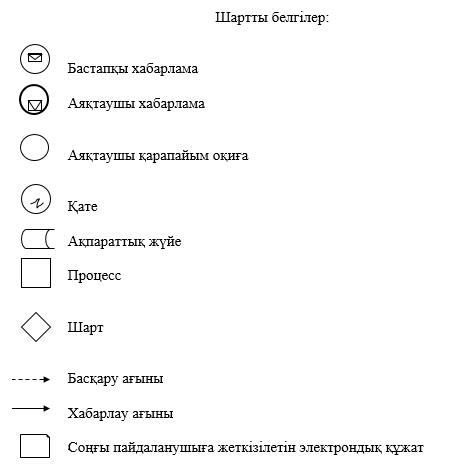 Шартты белгілер:
Бастапқы хабарлама
Аяқтаушы хабарлама
Аяқтаушы қарапайым оқиға
Қате
Ақпараттық жүйе
Процесс
Шарт
Басқару ағыны
Хабарлау ағыны
Соңғы пайдаланушыға жеткізілетін электрондық құжат